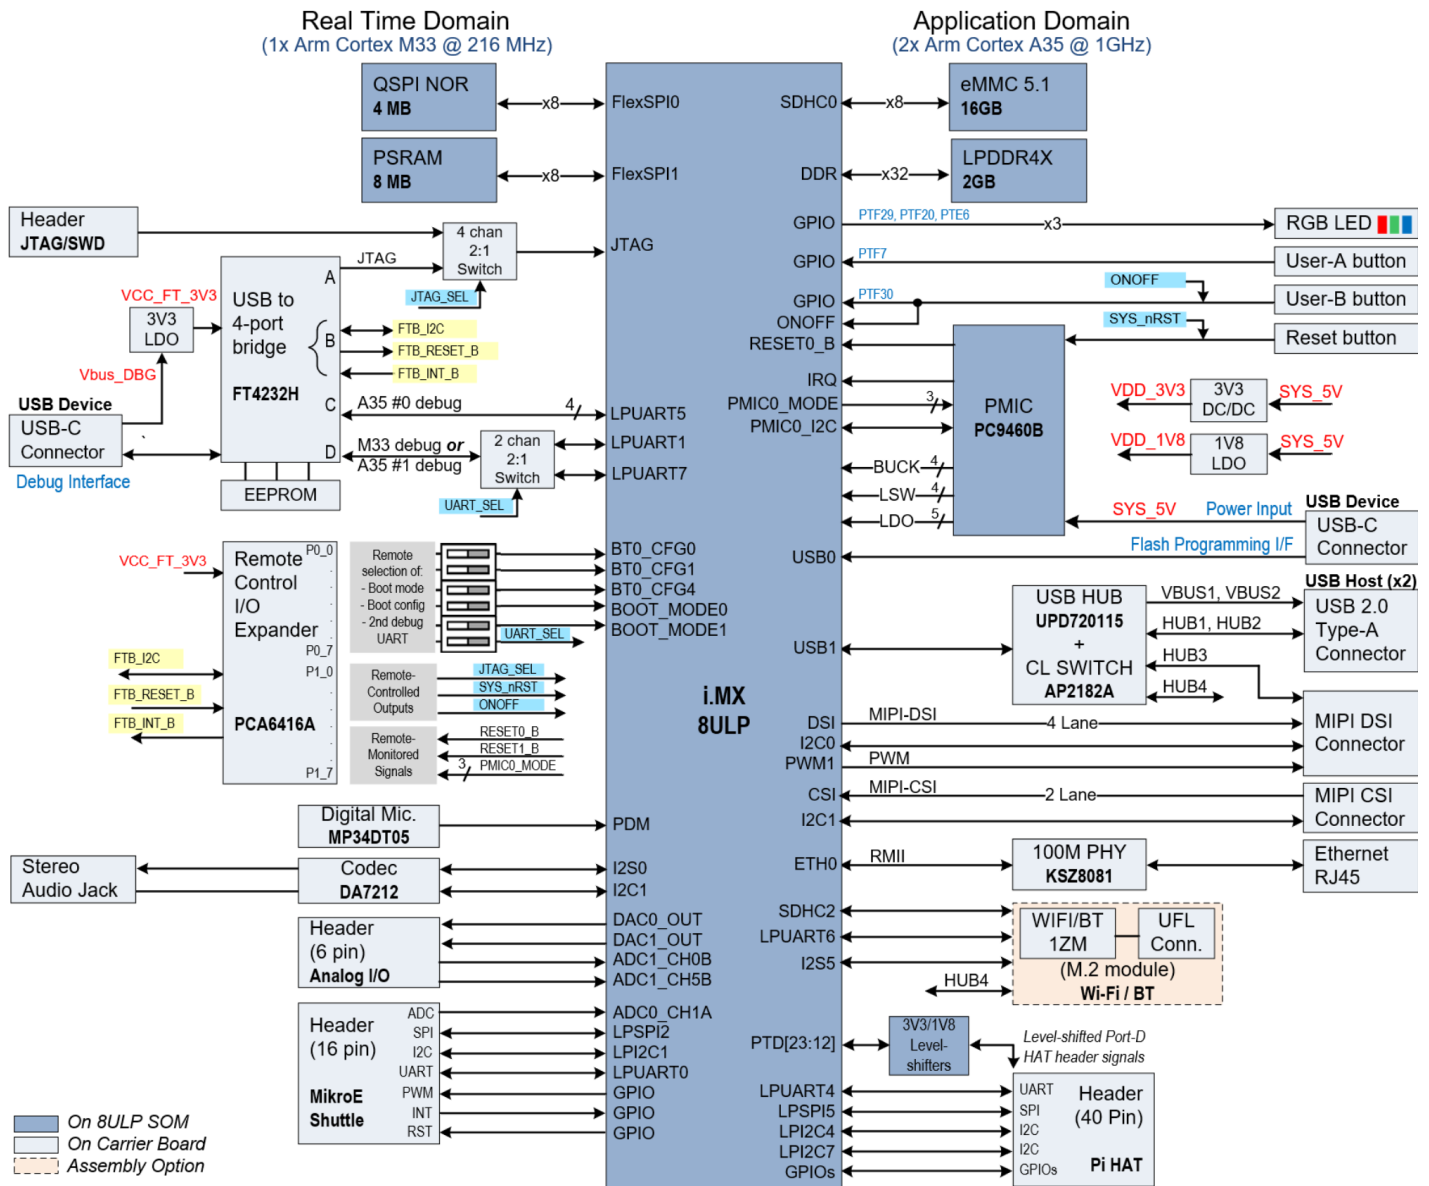 Real Time Domain
(1x Arm Cortex M33 @ 216 MHz)
Application Domain
(2x Arm Cortex A35 @ 1GHz)
QSPI NOR
4 MB
x8
FlexSPI0
PSRAM
8 MB
x8
FlexSPI1
SDHC0
x8
eMMC 5.1
16GB
DDR
x32
LPDDR4X
2GB
Header
JTAG/SWD
4 chan
2:1
Switch
JTAG
JTAG
JTAG_SEL
VCC_FT_3V3
3V3
LDO
Vbus_DBG
USB to
4-port
bridge
FT4232H
A
B
C
D
FTB_I2C
FTB_RESET_B
FTB_INT_B
USB Device
USB-C
Connector
Debug Interface
EEPROM
A35 #0 debug
4
LPUART5
M33 debug or
A35 #1 debug
2 chan
2:1
Switch
UART_SEL
LPUART1
LPUART7
GPIO
PTF29, PTF20, PTE6
x3
RGB LED
GPIO
PTF7
User-A button
GPIO
PTF30
ONOFF
User-B button
ONOFF
SYS_nRST
Reset button
RESET0_B
IRQ
PMIC0_MODE
3
PMIC0_I2C
BUCK
4
LSW
4
LDO
5
PMIC
PC9460B
VDD_3V3
3V3
DC/DC
SYS_5V
VDD_1V8
1V8
LDO
SYS_5V
SYS_5V
Power Input
USB Device
USB-C
Connector
USB0
Flash Programming I/F
VCC_FT_3V3
Remote
Control
I/O
Expander
PCA6416A
P0_0
P0_7
P1_0
P1_7
FTB_I2C
FTB_RESET_B
FTB_INT_B
Remote
selection of:
- Boot mode
- Boot config
- 2nd debug
UART
BT0_CFG0
BT0_CFG1
BT0_CFG4
BOOT_MODE0
BOOT_MODE1
UART_SEL
Remote-
Controlled
Outputs
JTAG_SEL
SYS_nRST
ONOFF
Remote-
Monitored
Signals
RESET0_B
RESET1_B
3
PMIC0_MODE
i.MX
8ULP
USB1
USB HUB
UPD720115
+
CL SWITCH
AP2182A
VBUS1, VBUS2
HUB1, HUB2
HUB3
HUB4
USB Host (x2)
USB 2.0
Type-A
Connector
DSI
MIPI-DSI
4 Lane
I2C0
PWM1
PWM
MIPI DSI
Connector
CSI
MIPI-CSI
2 Lane
I2C1
MIPI CSI
Connector
Digital Mic.
MP34DT05
PDM
Stereo
Audio Jack
Codec
DA7212
I2S0
I2C1
ETH0
RMII
100M PHY
KSZ8081
Ethernet
RJ45
Header
(6 pin)
Analog I/O
DAC0_OUT
DAC1_OUT
ADC1_CH0B
ADC1_CH5B
SDHC2
LPUART6
I2S5
HUB4
WIFI/BT
1ZM
UFL
Conn.
(M.2 module)
Wi-Fi / BT
Header
(16 pin)
MikroE
Shuttle
ADC
SPI
I2C
UART
PWM
INT
RST
ADC0_CH1A
LPSPI2
LPI2C1
LPUART0
GPIO
GPIO
GPIO
PTD[23:12]
3V3/1V8
Level-
shifters
Level-shifted Port-D
HAT header signals
LPUART4
LPSPI5
LPI2C4
LPI2C7
GPIOs
UART
SPI
I2C
I2C
GPIOs
Header
(40 Pin)
Pi HAT
On 8ULP SOM
On Carrier Board
Assembly Option